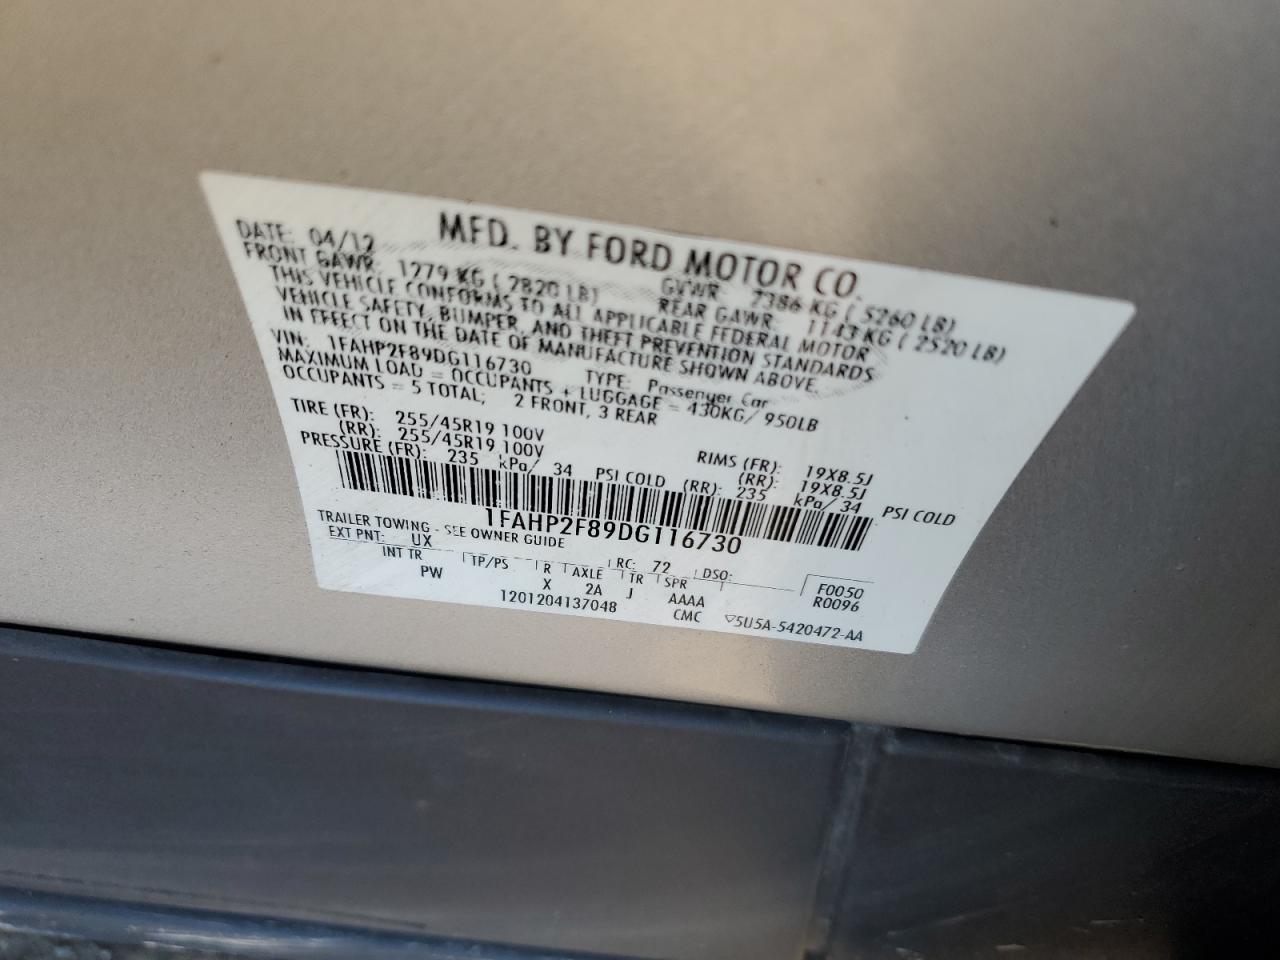 MFD. BY FORD MOTOR CO.
DATE: 04/12 GVWR: 2386 KG ( 5260 LB)
FRONT GAWR: 1279 KG ( 2820 LB) REAR GAWR: 1143 KG ( 2520 LB)
THIS VEHICLE CONFORMS TO ALL APPLICABLE FEDERAL MOTOR
VEHICLE SAFETY, BUMPER, AND THEFT PREVENTION STANDARDS
IN EFFECT ON THE DATE OF MANUFACTURE SHOWN ABOVE.
VIN: 1FAHP2F89DG116730 TYPE: Passenger Car
MAXIMUM LOAD = OCCUPANTS + LUGGAGE = 430KG/ 950LB
OCCUPANTS = 5 TOTAL; 2 FRONT, 3 REAR
TIRE (FR): 255/45R19 100V RIMS (FR): 19X8.5J
(RR): 255/45R19 100V (RR): 19X8.5J
PRESSURE (FR): 235 kPa/ 34 PSI COLD (RR): 235 kPa/ 34 PSI COLD
1FAHP2F89DG116730
TRAILER TOWING - SEE OWNER GUIDE
EXT PNT: UX RC: 72 DSO: F0050
INT TR TP/PS R AXLE TR SPR R0096
PW X 2A J AAAA
1201204137048 CMC ▽5U5A-5420472-AA